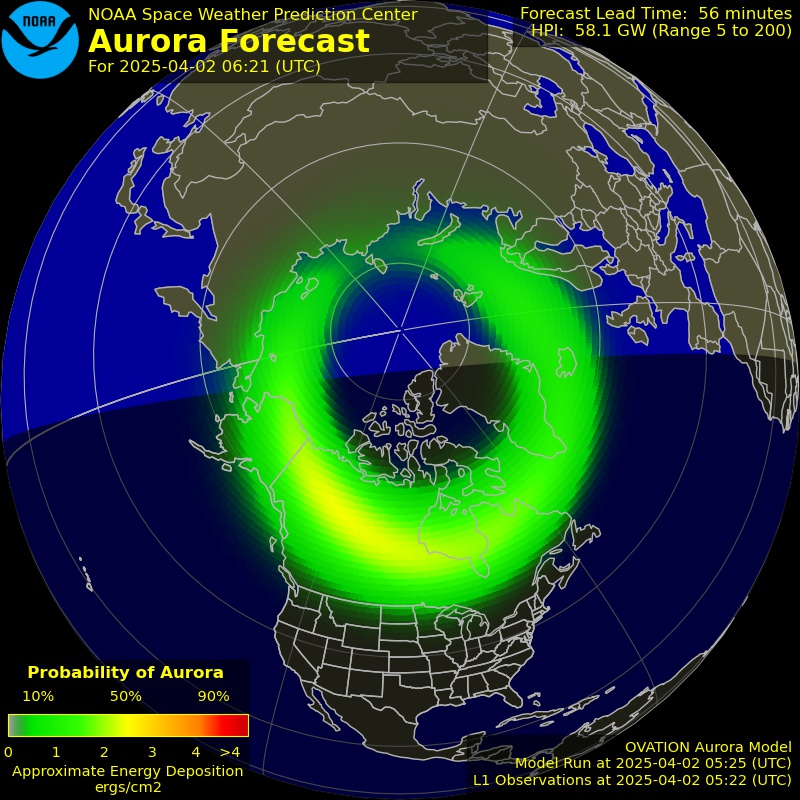 NOAA
NOAA Space Weather Prediction Center
Aurora Forecast
For 2025-04-02 06:21 (UTC)
Forecast Lead Time: 56 minutes
HPI: 58.1 GW (Range 5 to 200)
Probability of Aurora
10% 50% 90%
0 1 2 3 4 >4
Approximate Energy Deposition
ergs/cm2
OVATION Aurora Model
Model Run at 2025-04-02 05:25 (UTC)
L1 Observations at 2025-04-02 05:22 (UTC)